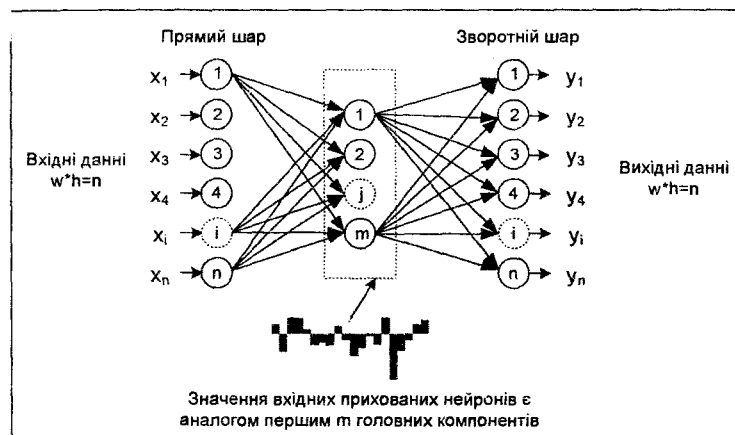 Прямий шар
Зворотній шар
x1 1
x2 2
x3 3
x4 4
xi i
xn n
Вхідні данні
w*h=n
1
2
j
m
1 y1
2 y2
3 y3
4 y4
i yi
n yn
Вихідні данні
w*h=n
Значення вхідних прихованих нейронів є
аналогом першим m головних компонентів